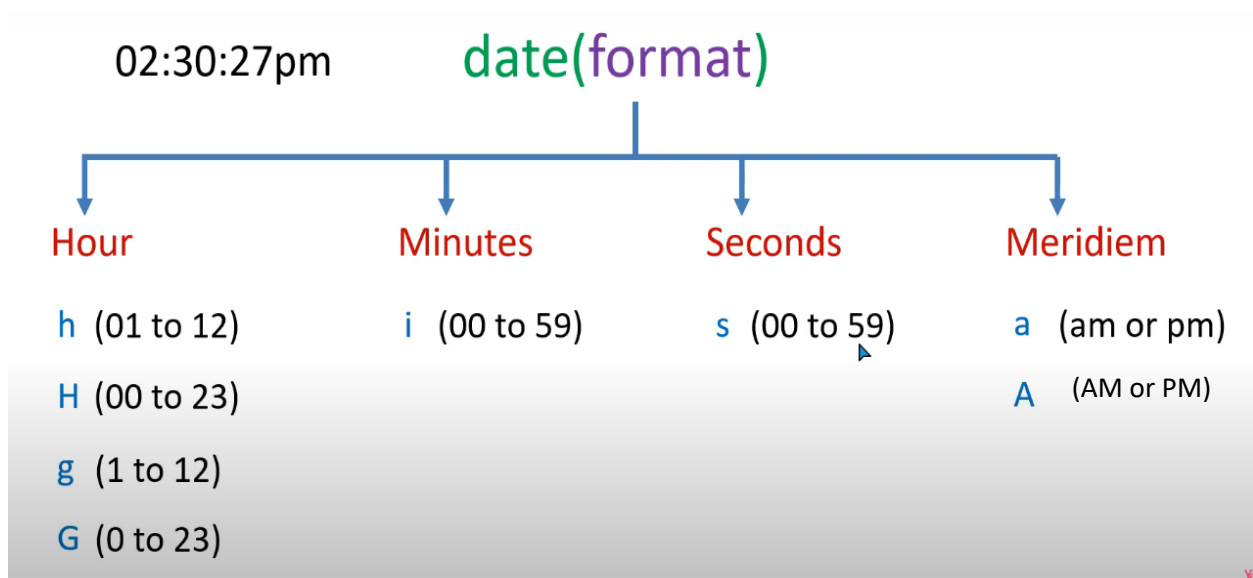 02:30:27pm date(format)
Hour Minutes Seconds Meridiem
h (01 to 12) i (00 to 59) s (00 to 59) a (am or pm)
H (00 to 23) A (AM or PM)
g (1 to 12)
G (0 to 23)